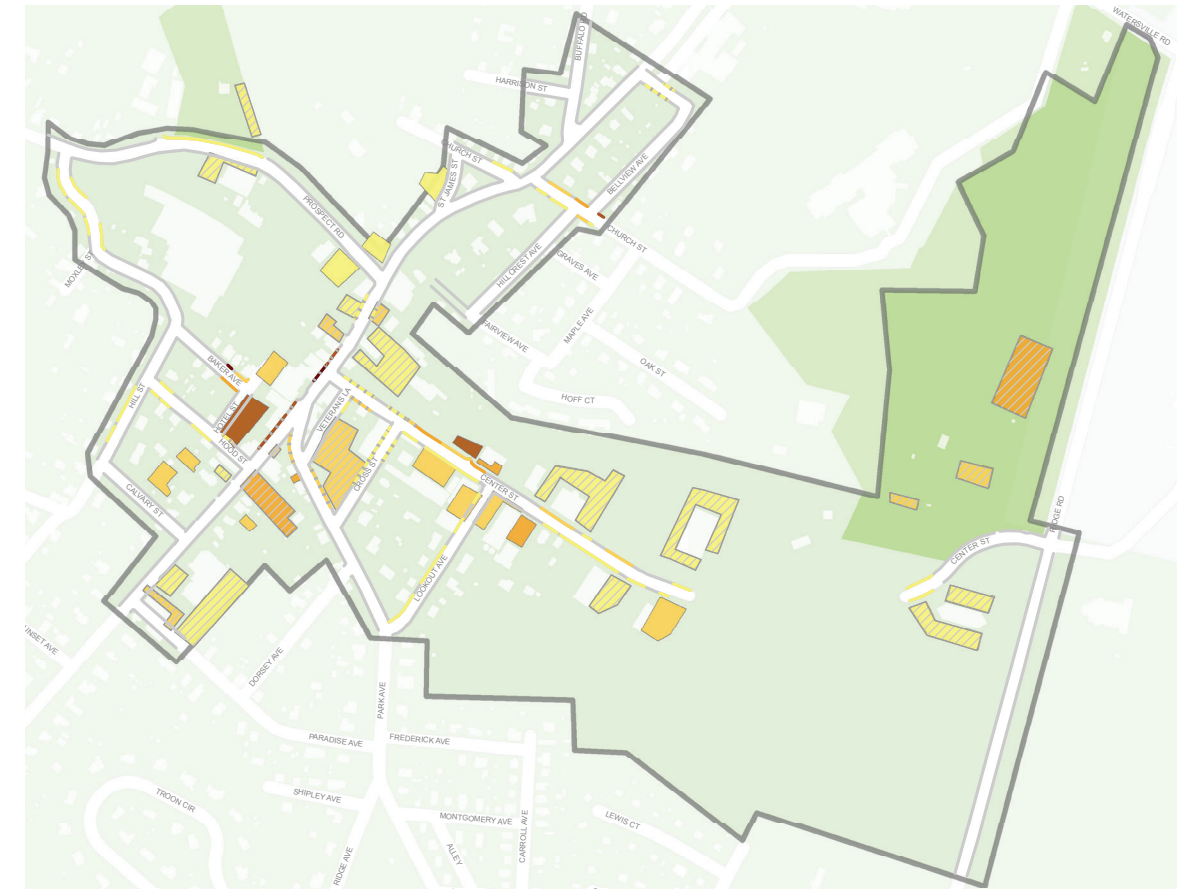 WATERSVILLE RD
BUFFALO RD
HARRISON ST
CHURCH ST
ST JAMES ST
BELLVIEW AVE
PROSPECT RD
CHURCH ST
HILLCREST AVE
GRAVES AVE
MOXLEY ST
MAPLE AVE
FAIRVIEW AVE
OAK ST
BAKER AVE
HOFF CT
HILL ST
HOTEL ST
VETERANS LA
HOOD ST
CROSS ST
CENTER ST
CALVARY ST
RIDGE RD
CENTER ST
LOOKOUT AVE
UNSET AVE
DORSEY AVE
PARK AVE
PARADISE AVE
FREDERICK AVE
TROON CIR
SHIPLEY AVE
MONTGOMERY AVE
LEWIS CT
CARROLL AVE
ALLEY
RIDGE AVE